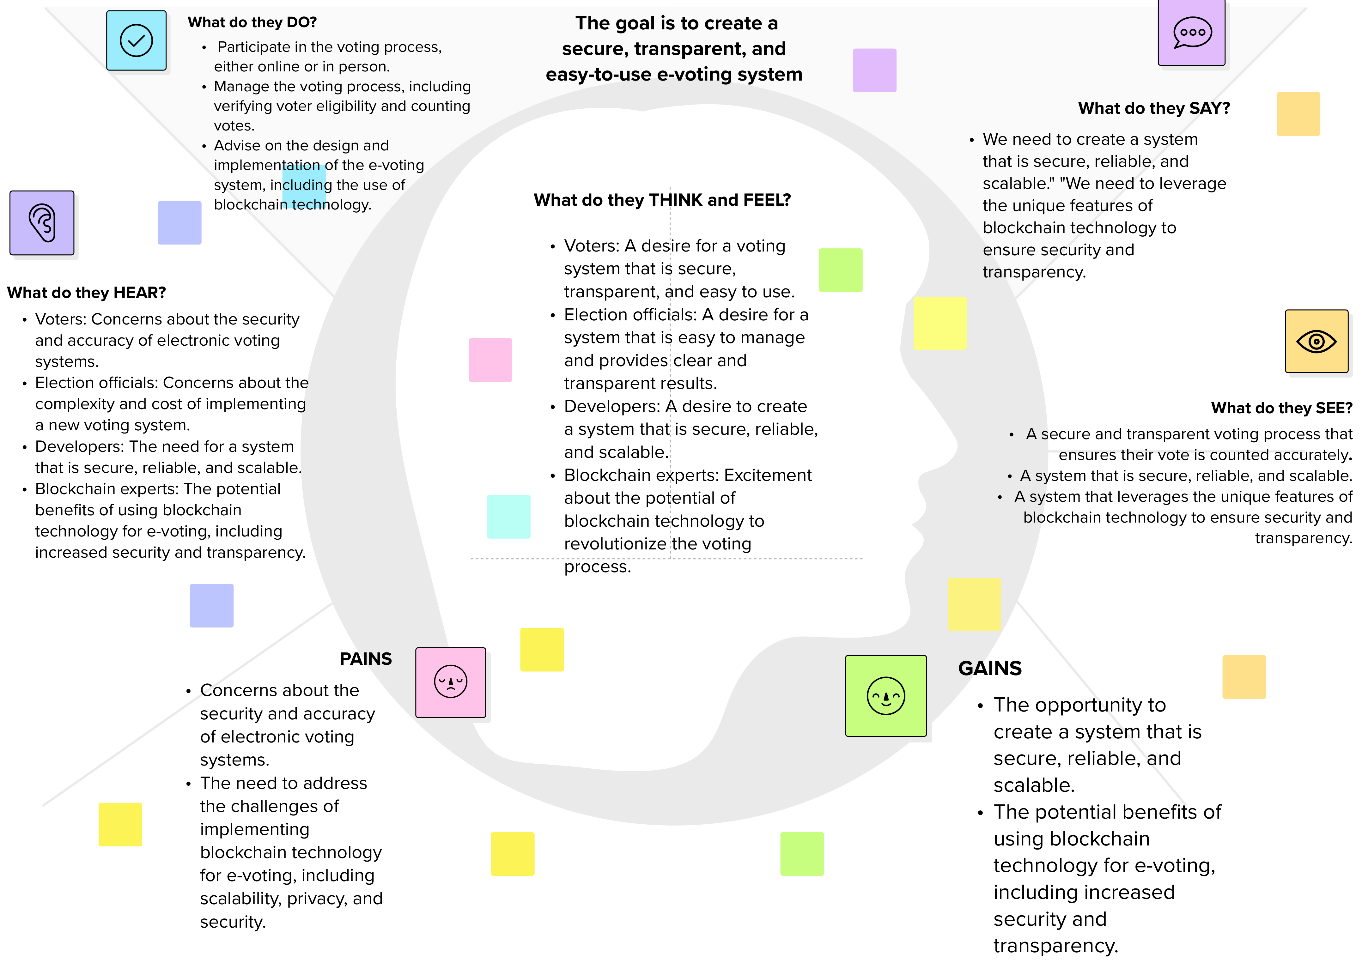 The goal is to create a
secure, transparent, and
easy-to-use e-voting system
What do they DO?
• Participate in the voting process,
either online or in person.
• Manage the voting process, including
verifying voter eligibility and counting
votes.
• Advise on the design and
implementation of the e-voting
system, including the use of
blockchain technology.
What do they SAY?
• We need to create a system
that is secure, reliable, and
scalable." "We need to leverage
the unique features of
blockchain technology to
ensure security and
transparency.
What do they THINK and FEEL?
• Voters: A desire for a voting
system that is secure,
transparent, and easy to use.
• Election officials: A desire for a
system that is easy to manage
and provides clear and
transparent results.
• Developers: A desire to create
a system that is secure, reliable,
and scalable.
• Blockchain experts: Excitement
about the potential of
blockchain technology to
revolutionize the voting
process.
What do they HEAR?
• Voters: Concerns about the security
and accuracy of electronic voting
systems.
• Election officials: Concerns about the
complexity and cost of implementing
a new voting system.
• Developers: The need for a system
that is secure, reliable, and scalable.
• Blockchain experts: The potential
benefits of using blockchain
technology for e-voting, including
increased security and transparency.
What do they SEE?
• A secure and transparent voting process that
ensures their vote is counted accurately.
• A system that is secure, reliable, and scalable.
• A system that leverages the unique features of
blockchain technology to ensure security and
transparency.
PAINS
• Concerns about the
security and accuracy
of electronic voting
systems.
• The need to address
the challenges of
implementing
blockchain technology
for e-voting, including
scalability, privacy, and
security.
GAINS
• The opportunity to
create a system that is
secure, reliable, and
scalable.
• The potential benefits of
using blockchain
technology for e-voting,
including increased
security and
transparency.